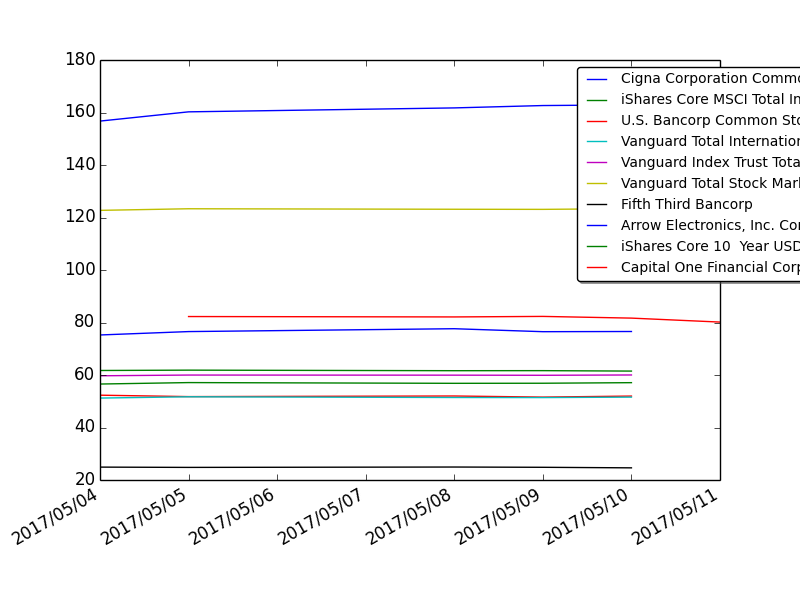 180
160
140
120
100
80
60
40
20
2017/05/04
2017/05/05
2017/05/06
2017/05/07
2017/05/08
2017/05/09
2017/05/10
2017/05/11
Cigna Corporation Commo
iShares Core MSCI Total In
U.S. Bancorp Common Sto
Vanguard Total Internation
Vanguard Index Trust Tota
Vanguard Total Stock Mark
Fifth Third Bancorp
Arrow Electronics, Inc. Co
iShares Core 10  Year USD
Capital One Financial Corp